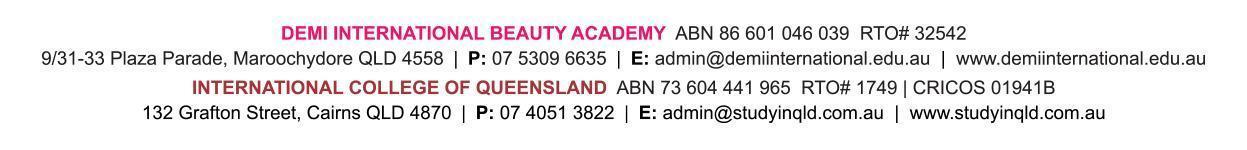 DEMI INTERNATIONAL BEAUTY ACADEMY ABN 86 601 046 039 RTO# 32542
9/31-33 Plaza Parade, Maroochydore QLD 4558 | P: 07 5309 6635 | E: admin@demiinternational.edu.au | www.demiinternational.edu.au
INTERNATIONAL COLLEGE OF QUEENSLAND ABN 73 604 441 965 RTO# 1749 | CRICOS 01941B
132 Grafton Street, Cairns QLD 4870 | P: 07 4051 3822 | E: admin@studyinqld.com.au | www.studyinqld.com.au